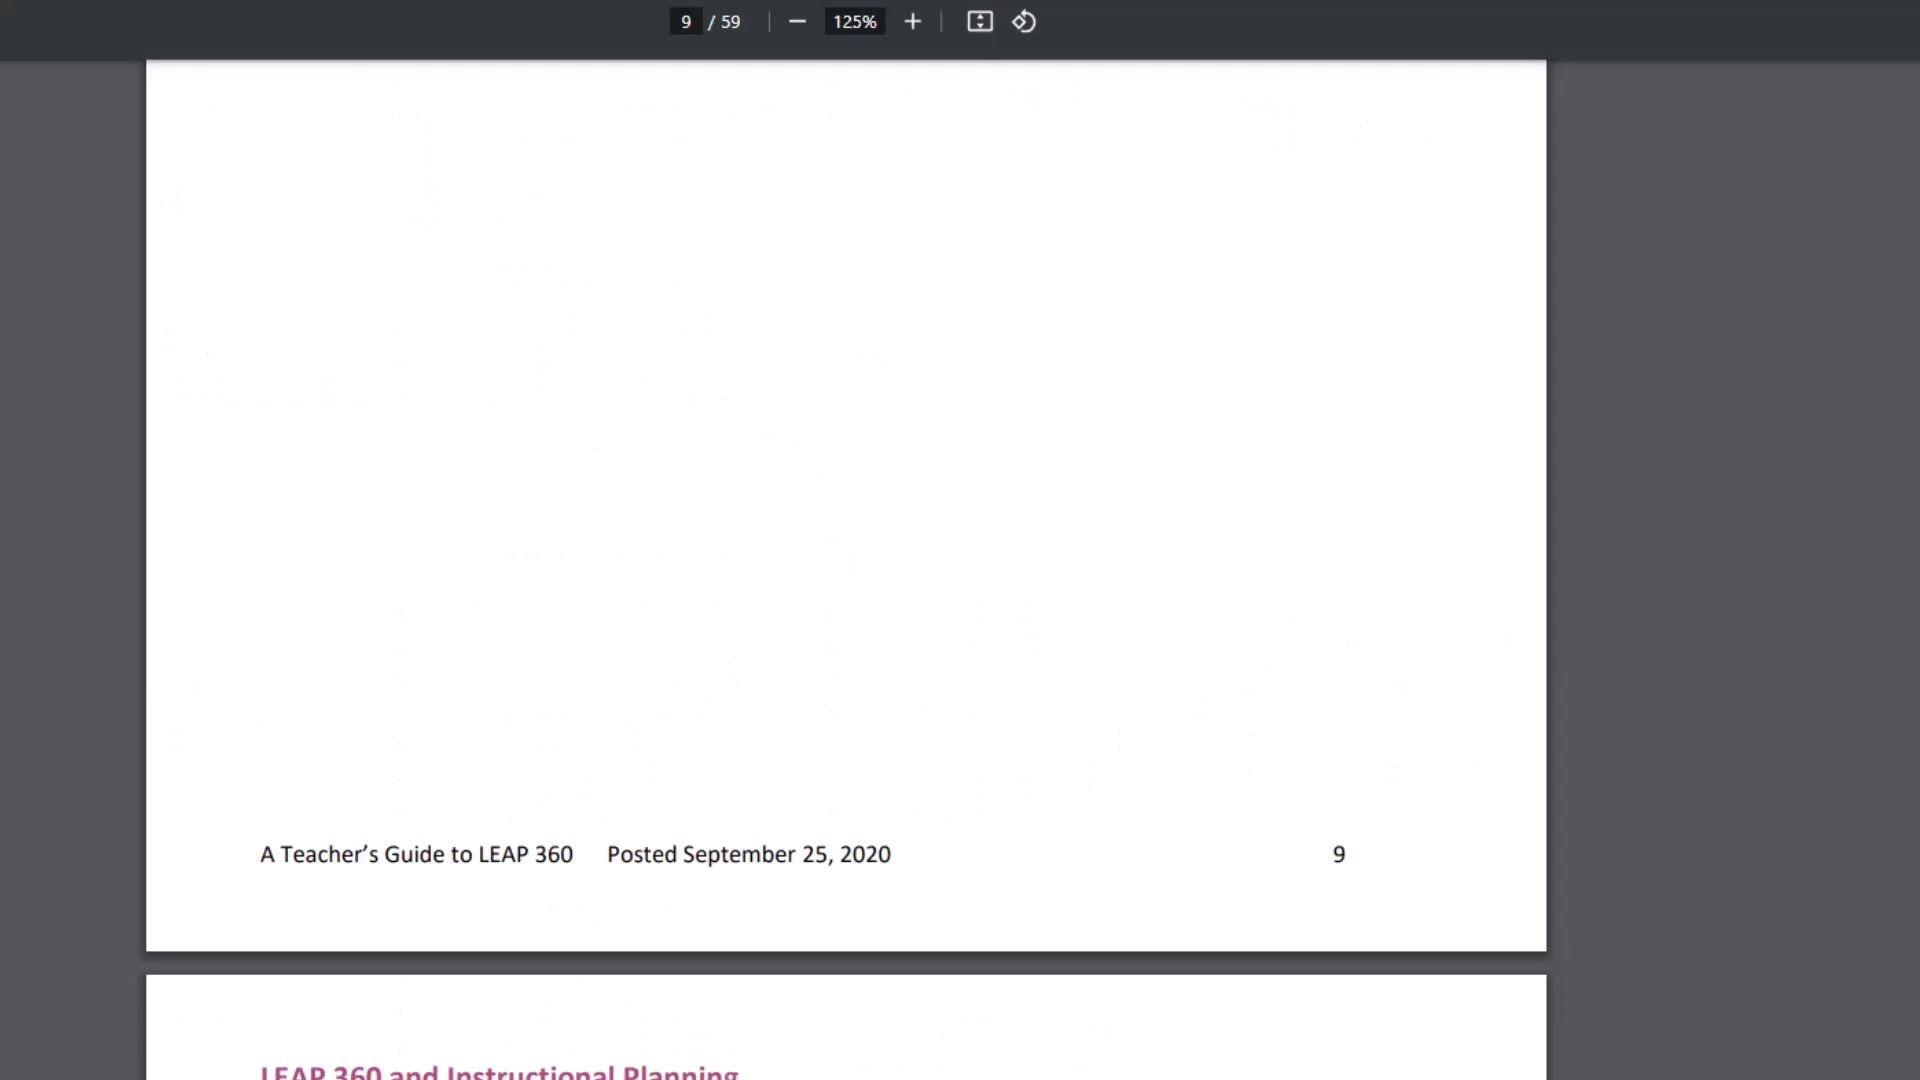 9 / 59 125%
A Teacher’s Guide to LEAP 360 Posted September 25, 2020 9
LEAP 360 and Instructional Planning